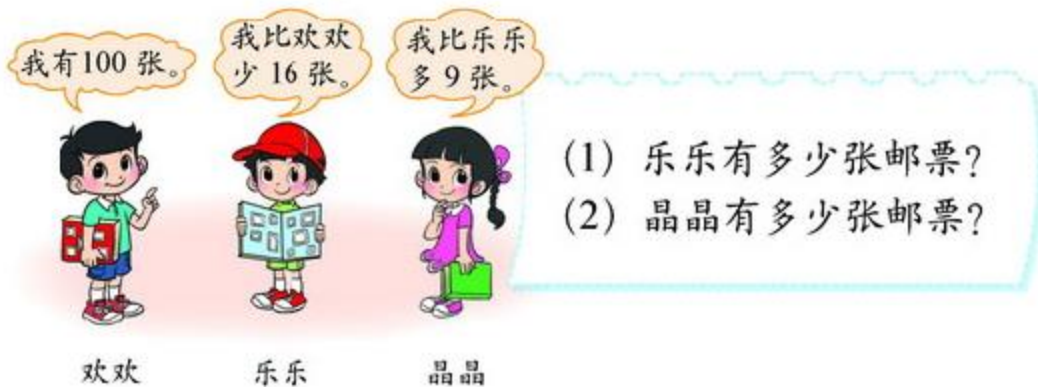 我有100张。
我比欢欢
少16张。
我比乐乐
多9张。
(1) 乐乐有多少张邮票?
(2) 晶晶有多少张邮票?
欢欢
乐乐
晶晶